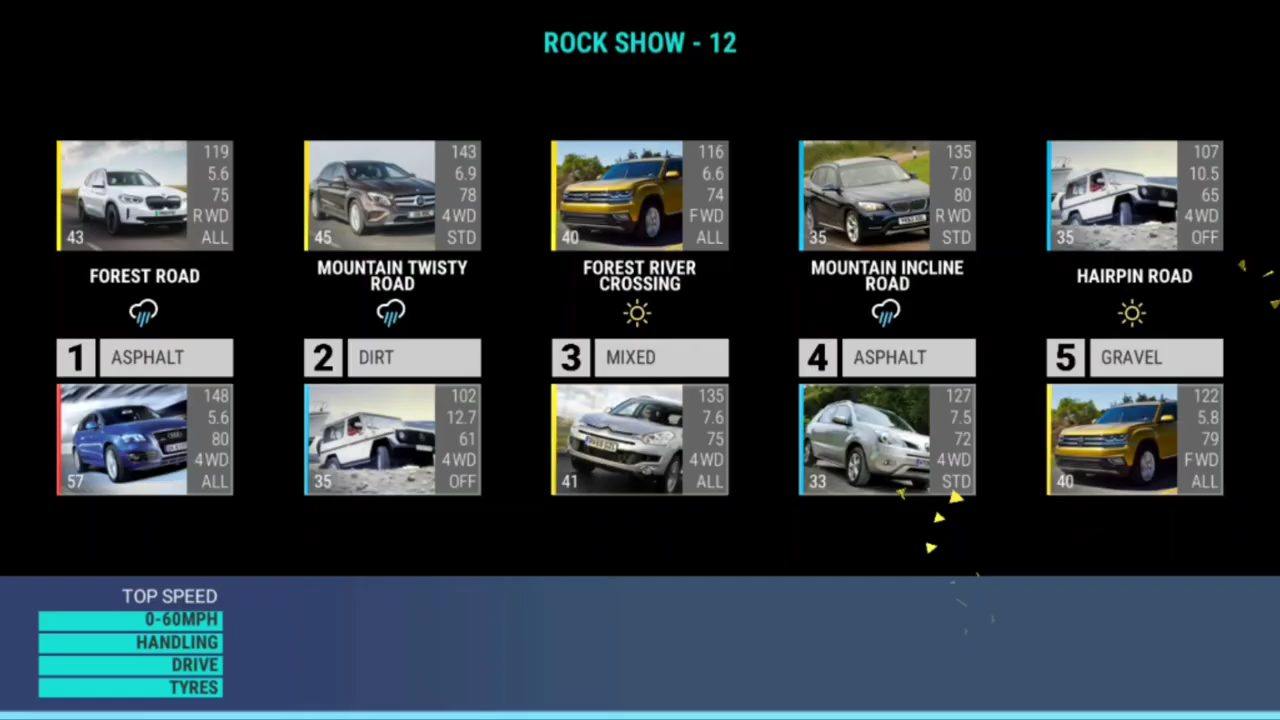 ROCK SHOW - 12
119
5.6
75
RWD
43 ALL
143
6.9
78
4WD
45 STD
116
6.6
74
FWD
40 ALL
135
7.0
80
RWD
35 STD
107
10.5
65
4WD
35 OFF
FOREST ROAD
MOUNTAIN TWISTY
ROAD
FOREST RIVER
CROSSING
MOUNTAIN INCLINE
ROAD
HAIRPIN ROAD
1 ASPHALT
2 DIRT
3 MIXED
4 ASPHALT
5 GRAVEL
148
5.6
80
4WD
57 ALL
102
12.7
61
4WD
35 OFF
135
7.6
75
4WD
41 ALL
127
7.5
72
4WD
33 STD
122
5.8
79
FWD
40 ALL
TOP SPEED
0-60MPH
HANDLING
DRIVE
TYRES